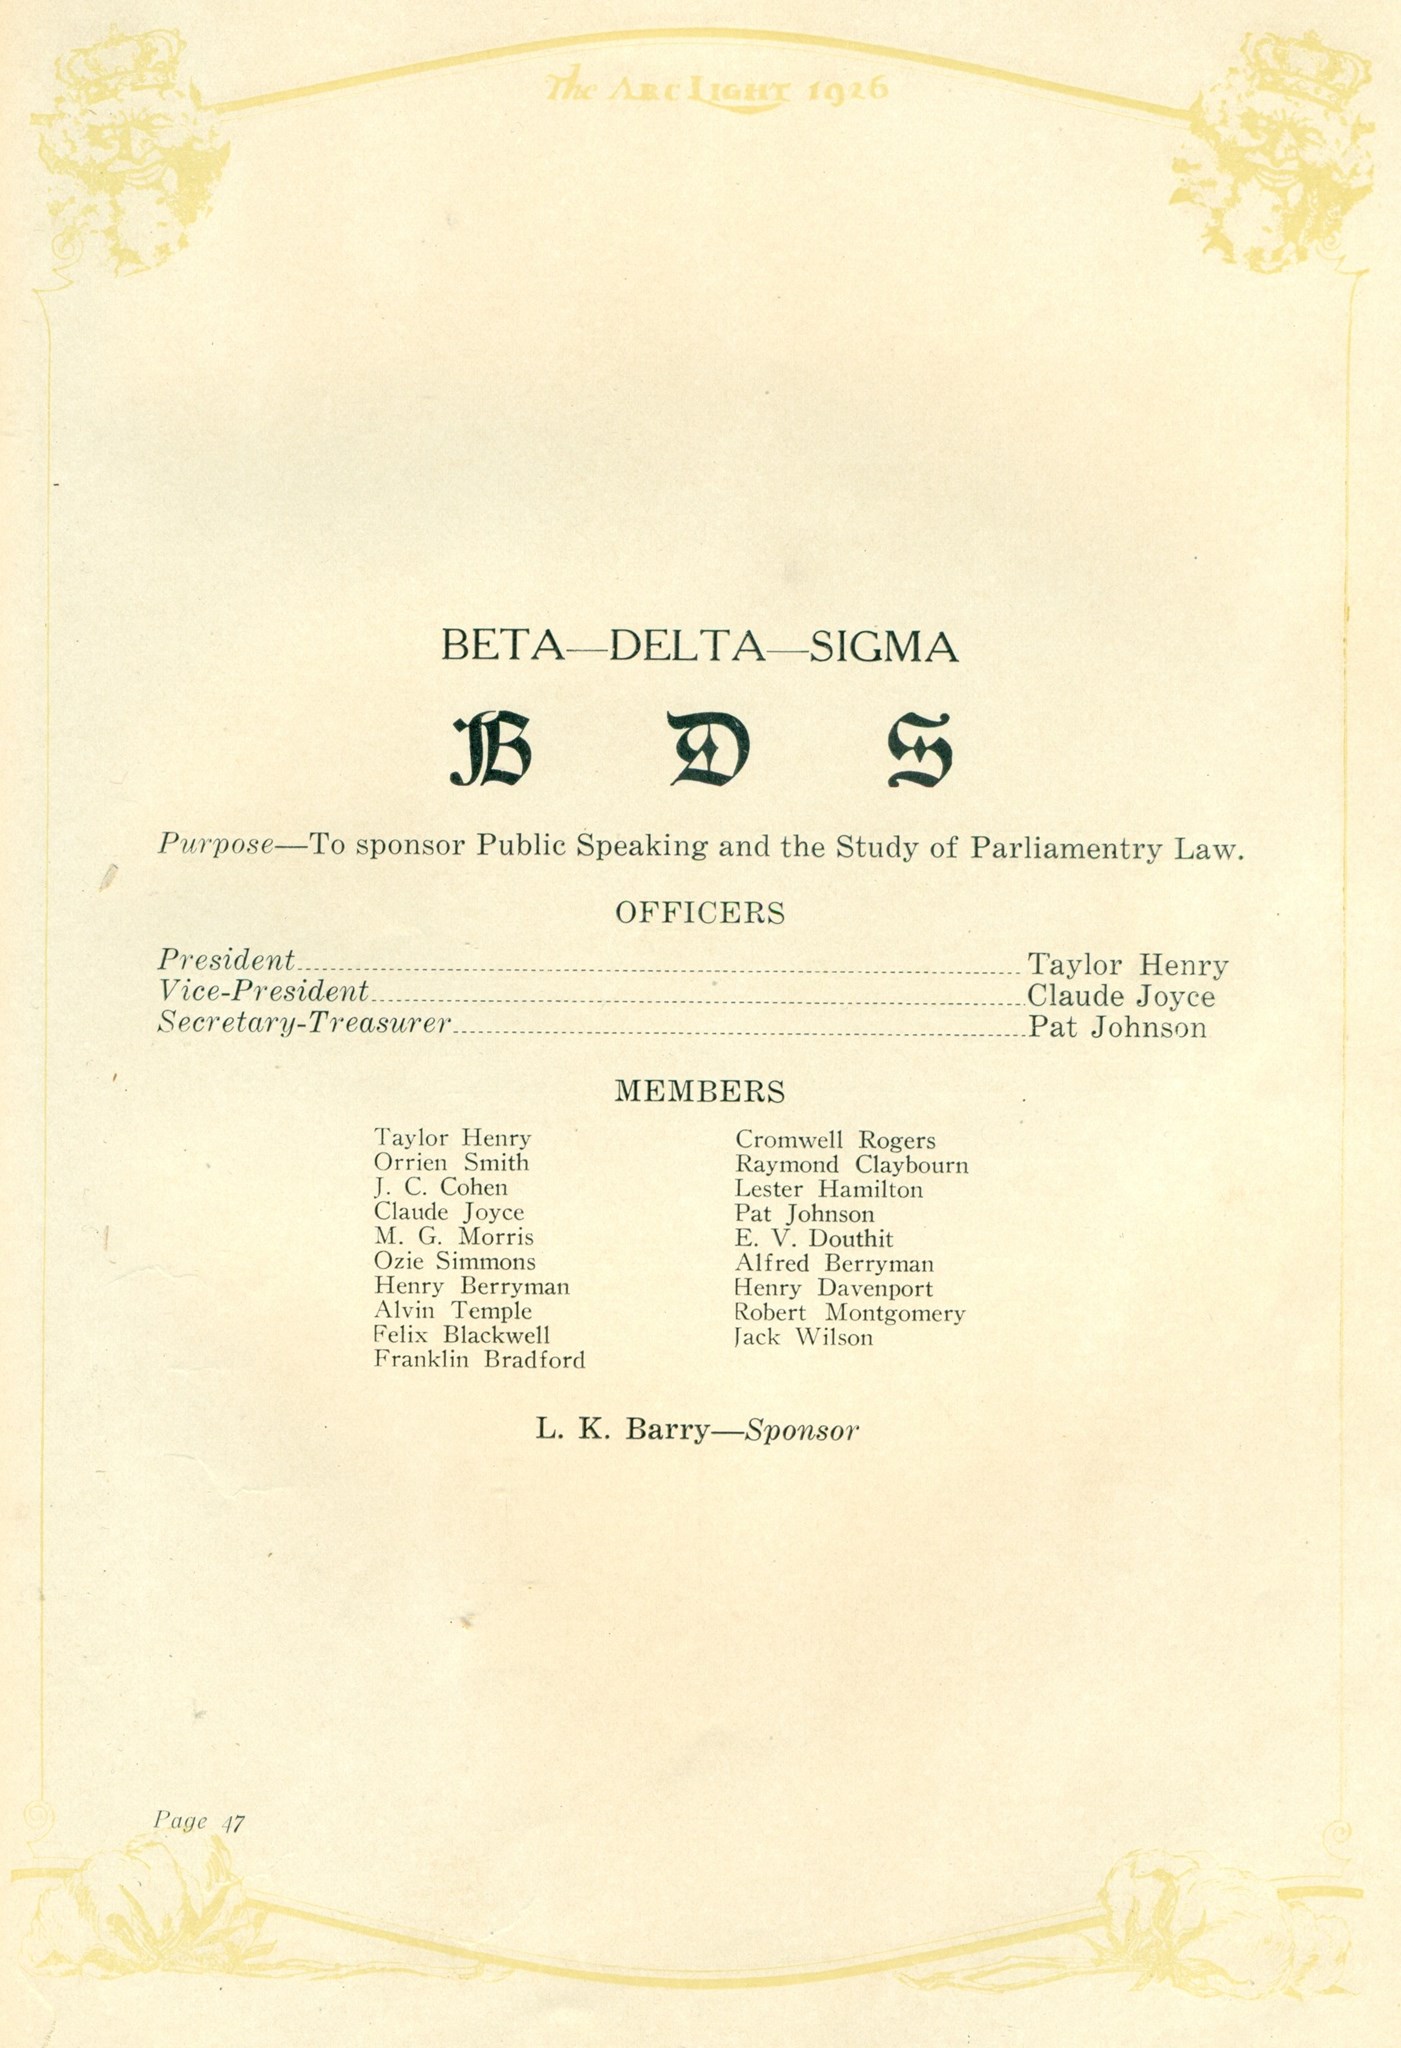 The ARC LIGHT 1926
BETA—DELTA—SIGMA
B D S
Purpose—To sponsor Public Speaking and the Study of Parliamentry Law.
OFFICERS
President Taylor Henry
Vice-President Claude Joyce
Secretary-Treasurer Pat Johnson
MEMBERS
Taylor Henry
Orrien Smith
J. C. Cohen
Claude Joyce
M. G. Morris
Ozie Simmons
Henry Berryman
Alvin Temple
Felix Blackwell
Franklin Bradford
Cromwell Rogers
Raymond Claybourn
Lester Hamilton
Pat Johnson
E. V. Douthit
Alfred Berryman
Henry Davenport
Robert Montgomery
Jack Wilson
L. K. Barry—Sponsor
Page 47